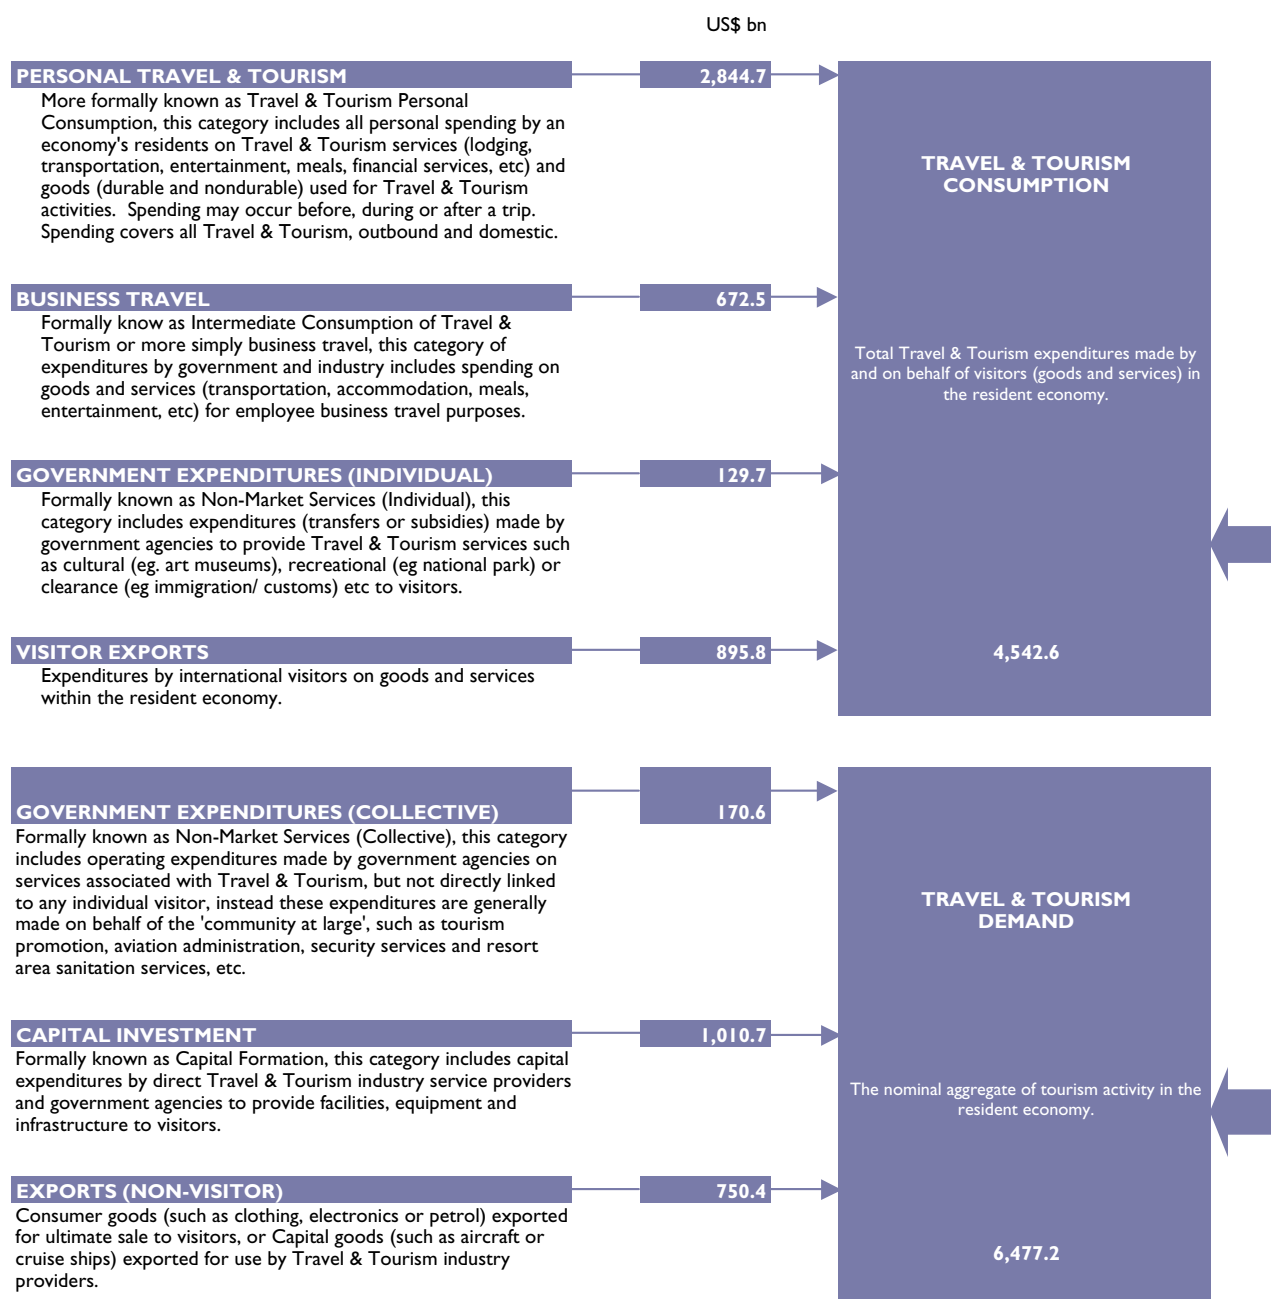 US$ bn
PERSONAL TRAVEL & TOURISM 2,844.7
More formally known as Travel & Tourism Personal
Consumption, this category includes all personal spending by an
economy's residents on Travel & Tourism services (lodging,
transportation, entertainment, meals, financial services, etc) and
goods (durable and nondurable) used for Travel & Tourism
activities.  Spending may occur before, during or after a trip.
Spending covers all Travel & Tourism, outbound and domestic.
TRAVEL & TOURISM
CONSUMPTION
BUSINESS TRAVEL 672.5
Formally know as Intermediate Consumption of Travel &
Tourism or more simply business travel, this category of
expenditures by government and industry includes spending on
goods and services (transportation, accommodation, meals,
entertainment, etc) for employee business travel purposes.
Total Travel & Tourism expenditures made by
and on behalf of visitors (goods and services) in
the resident economy.
GOVERNMENT EXPENDITURES (INDIVIDUAL) 129.7
Formally known as Non-Market Services (Individual), this
category includes expenditures (transfers or subsidies) made by
government agencies to provide Travel & Tourism services such
as cultural (eg. art museums), recreational (eg national park) or
clearance (eg immigration/ customs) etc to visitors.
VISITOR EXPORTS 895.8 4,542.6
Expenditures by international visitors on goods and services
within the resident economy.
GOVERNMENT EXPENDITURES (COLLECTIVE) 170.6
Formally known as Non-Market Services (Collective), this category
includes operating expenditures made by government agencies on
services associated with Travel & Tourism, but not directly linked
to any individual visitor, instead these expenditures are generally
made on behalf of the 'community at large', such as tourism
promotion, aviation administration, security services and resort
area sanitation services, etc.
TRAVEL & TOURISM
DEMAND
CAPITAL INVESTMENT 1,010.7
Formally known as Capital Formation, this category includes capital
expenditures by direct Travel & Tourism industry service providers
and government agencies to provide facilities, equipment and
infrastructure to visitors.
The nominal aggregate of tourism activity in the
resident economy.
EXPORTS (NON-VISITOR) 750.4
Consumer goods (such as clothing, electronics or petrol) exported
for ultimate sale to visitors, or Capital goods (such as aircraft or
cruise ships) exported for use by Travel & Tourism industry
providers.
6,477.2